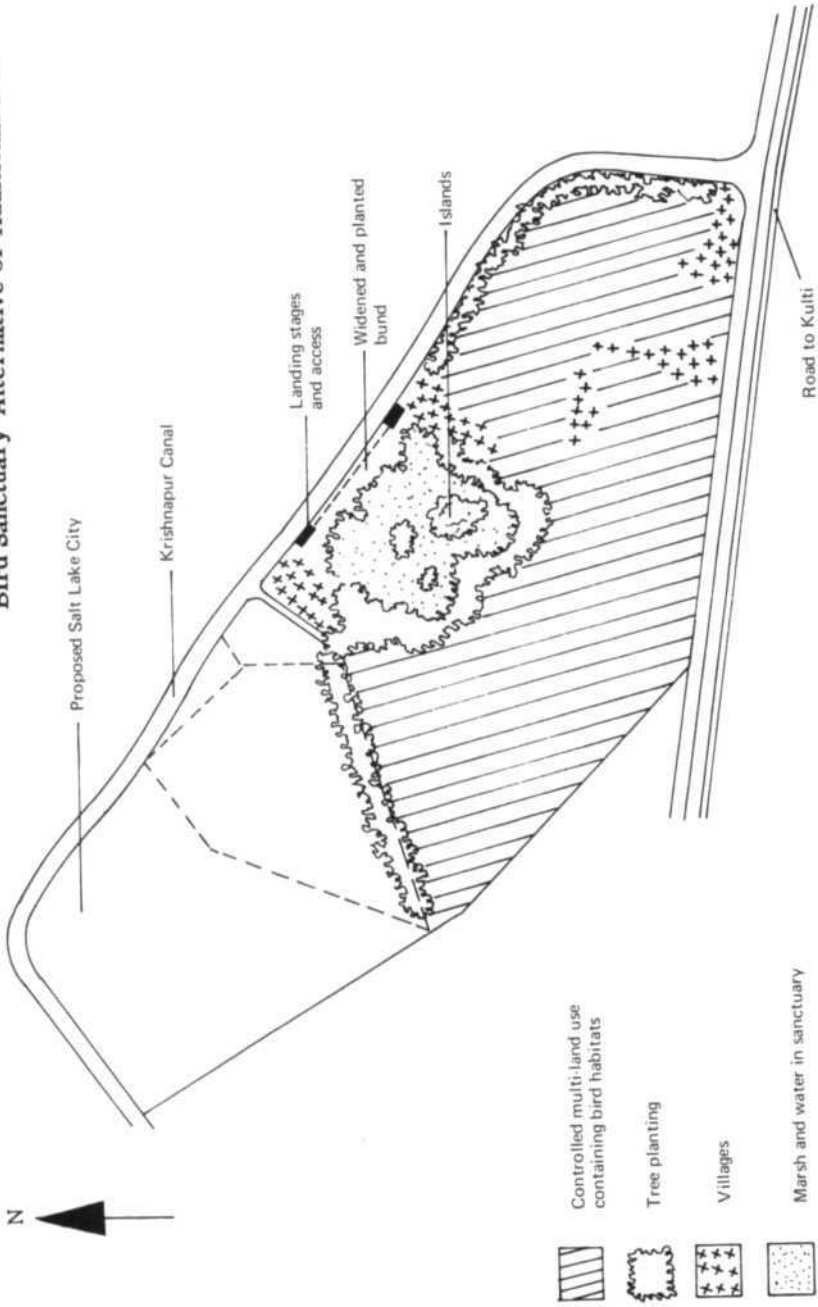 Bird Sanctuary Alternative of
N
Proposed Salt Lake City
Krishnapur Canal
Landing stages
and access
Widened and planted
bund
Islands
Road to Kulti
Controlled multi-land use
containing bird habitats
Tree planting
Villages
Marsh and water in sanctuary